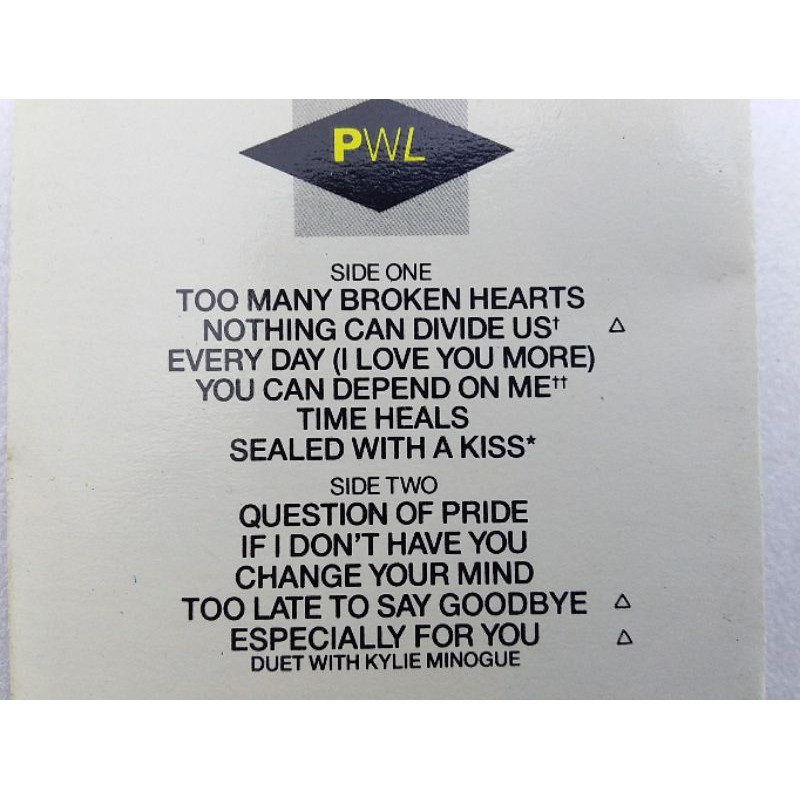 PWL
SIDE ONE
TOO MANY BROKEN HEARTS
NOTHING CAN DIVIDE US† △
EVERY DAY (I LOVE YOU MORE)
YOU CAN DEPEND ON ME††
TIME HEALS
SEALED WITH A KISS*
SIDE TWO
QUESTION OF PRIDE
IF I DON'T HAVE YOU
CHANGE YOUR MIND
TOO LATE TO SAY GOODBYE △
ESPECIALLY FOR YOU △
DUET WITH KYLIE MINOGUE